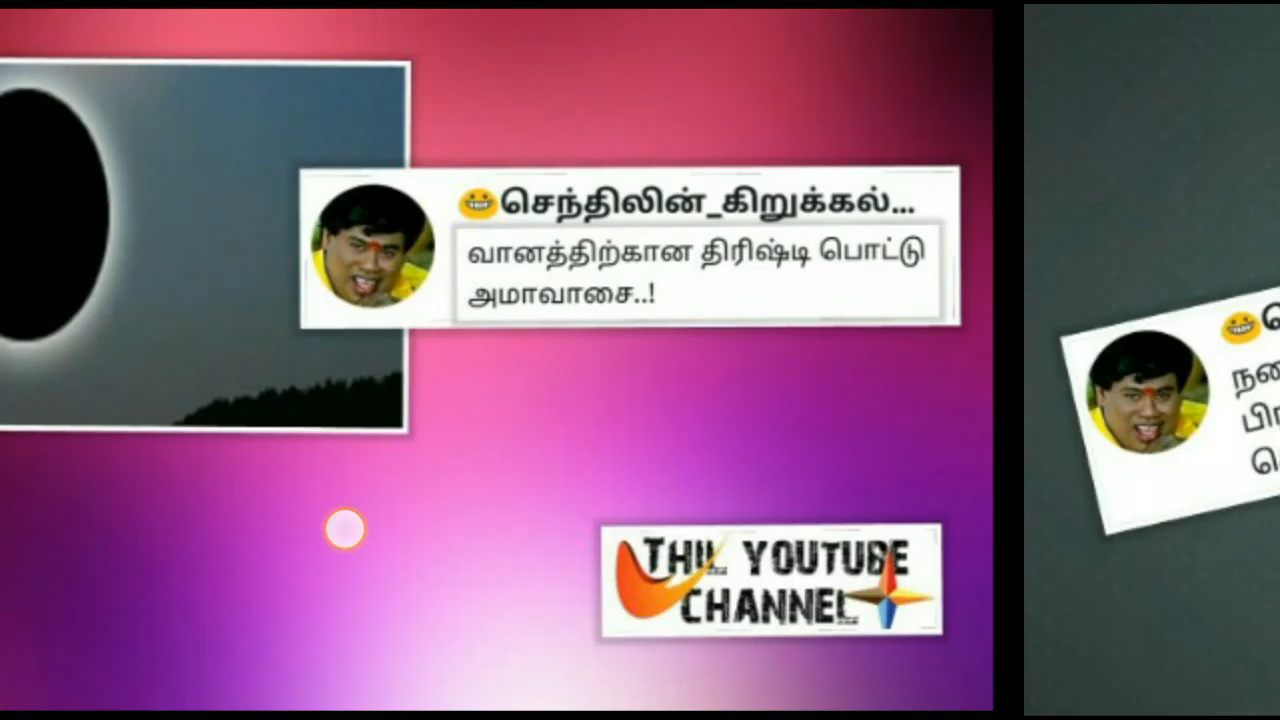 😀செந்திலின்_கிறுக்கல்...
வானத்திற்கான திரிஷ்டி பொட்டு
அமாவாசை..!
THIL YOUTUBE
CHANNEL